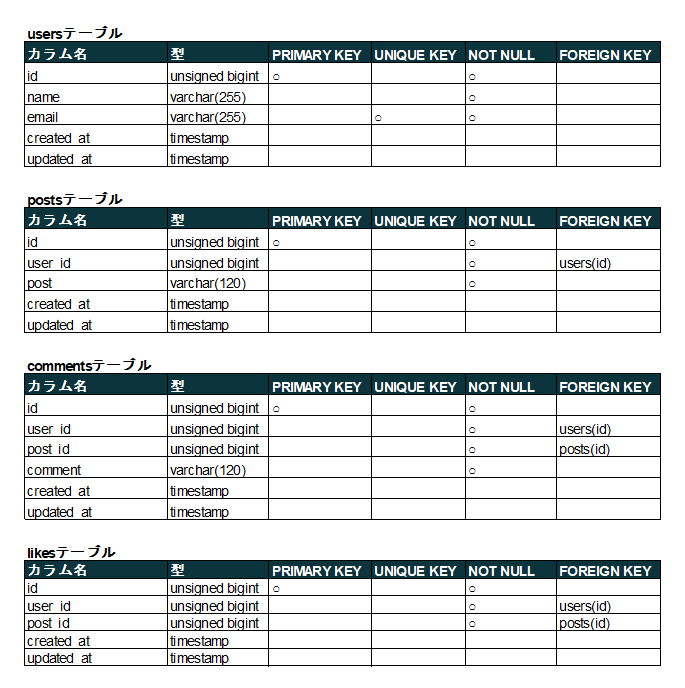 usersテーブル
カラム名 型 PRIMARY KEY UNIQUE KEY NOT NULL FOREIGN KEY
id unsigned bigint ○ ○
name varchar(255) ○
email varchar(255) ○ ○
created_at timestamp
updated_at timestamp
postsテーブル
カラム名 型 PRIMARY KEY UNIQUE KEY NOT NULL FOREIGN KEY
id unsigned bigint ○ ○
user_id unsigned bigint ○ users(id)
post varchar(120) ○
created_at timestamp
updated_at timestamp
commentsテーブル
カラム名 型 PRIMARY KEY UNIQUE KEY NOT NULL FOREIGN KEY
id unsigned bigint ○ ○
user_id unsigned bigint ○ users(id)
post_id unsigned bigint ○ posts(id)
comment varchar(120) ○
created_at timestamp
updated_at timestamp
likesテーブル
カラム名 型 PRIMARY KEY UNIQUE KEY NOT NULL FOREIGN KEY
id unsigned bigint ○ ○
user_id unsigned bigint ○ users(id)
post_id unsigned bigint ○ posts(id)
created_at timestamp
updated_at timestamp